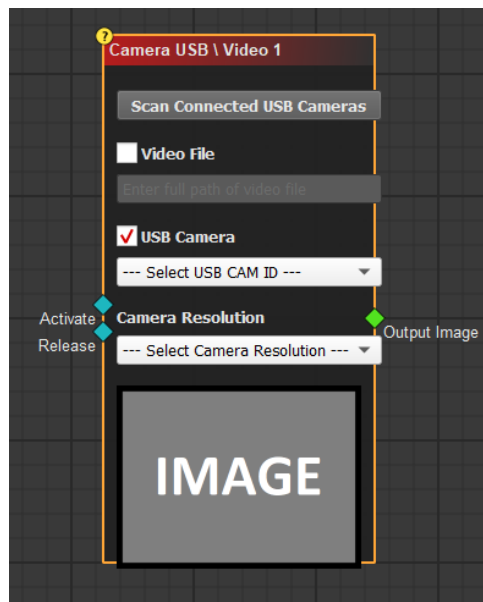 ?
Camera USB \ Video 1
Scan Connected USB Cameras
Video File
Enter full path of video file
USB Camera
--- Select USB CAM ID ---
Activate
Camera Resolution
Output Image
Release
--- Select Camera Resolution ---
IMAGE